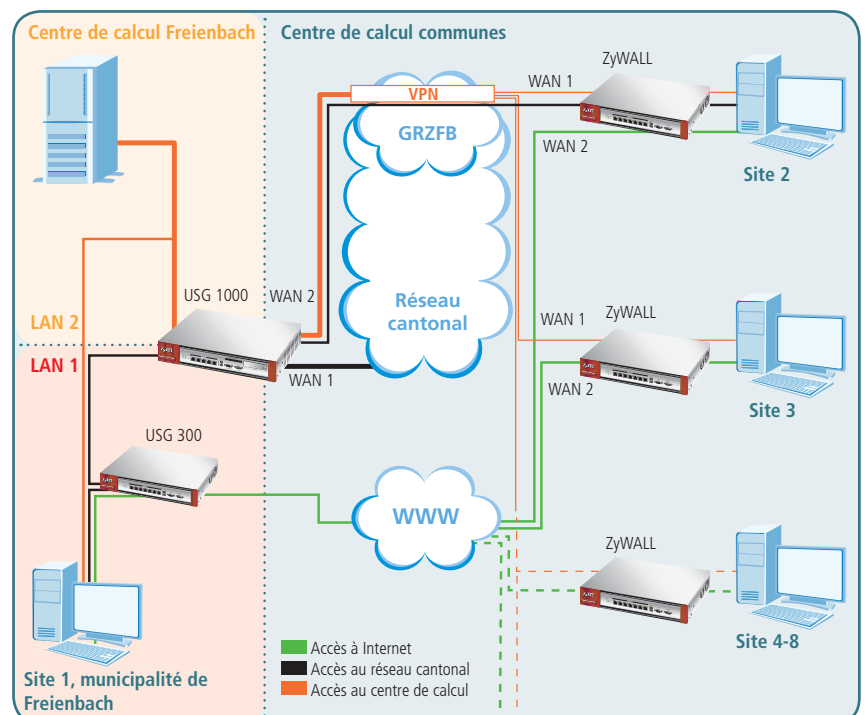 Centre de calcul Freienbach
Centre de calcul communes
ZyWALL
WAN 1
VPN
GRZFB
WAN 2
Site 2
USG 1000
WAN 2
Réseau
cantonal
ZyWALL
WAN 1
LAN 2
LAN 1
WAN 1
WAN 2
Site 3
USG 300
WWW
ZyWALL
Site 4-8
Accès à Internet
Accès au réseau cantonal
Accès au centre de calcul
Site 1, municipalité de
Freienbach